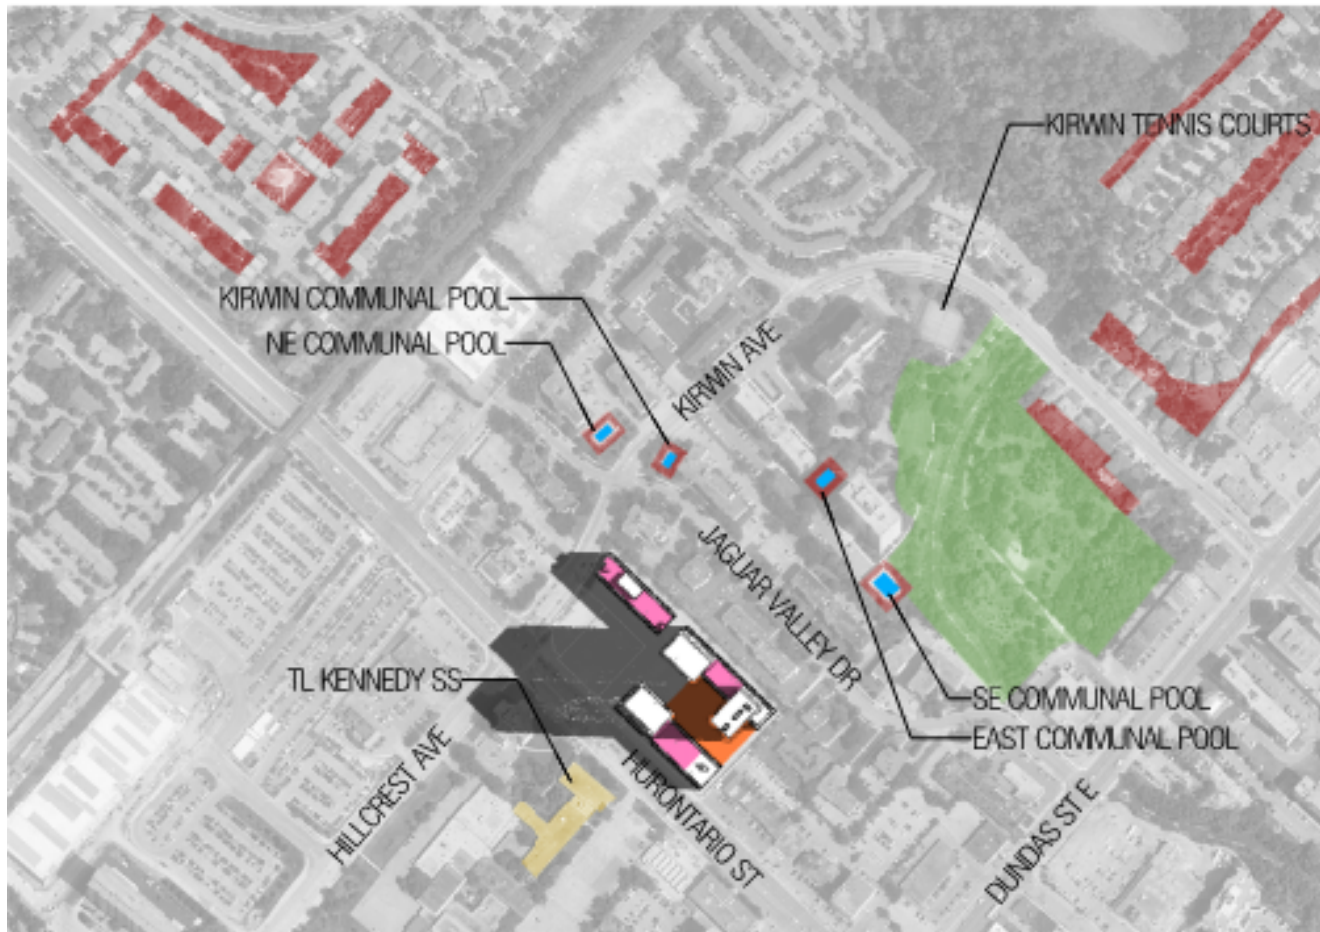 KIRWIN TENNIS COURTS
KIRWIN COMMUNAL POOL
NE COMMUNAL POOL
KIRWIN AVE
JAGUAR VALLEY DR
TL KENNEDY SS
SE COMMUNAL POOL
EAST COMMUNAL POOL
HILLCREST AVE
HURONTARIO ST
DUNDAS ST E